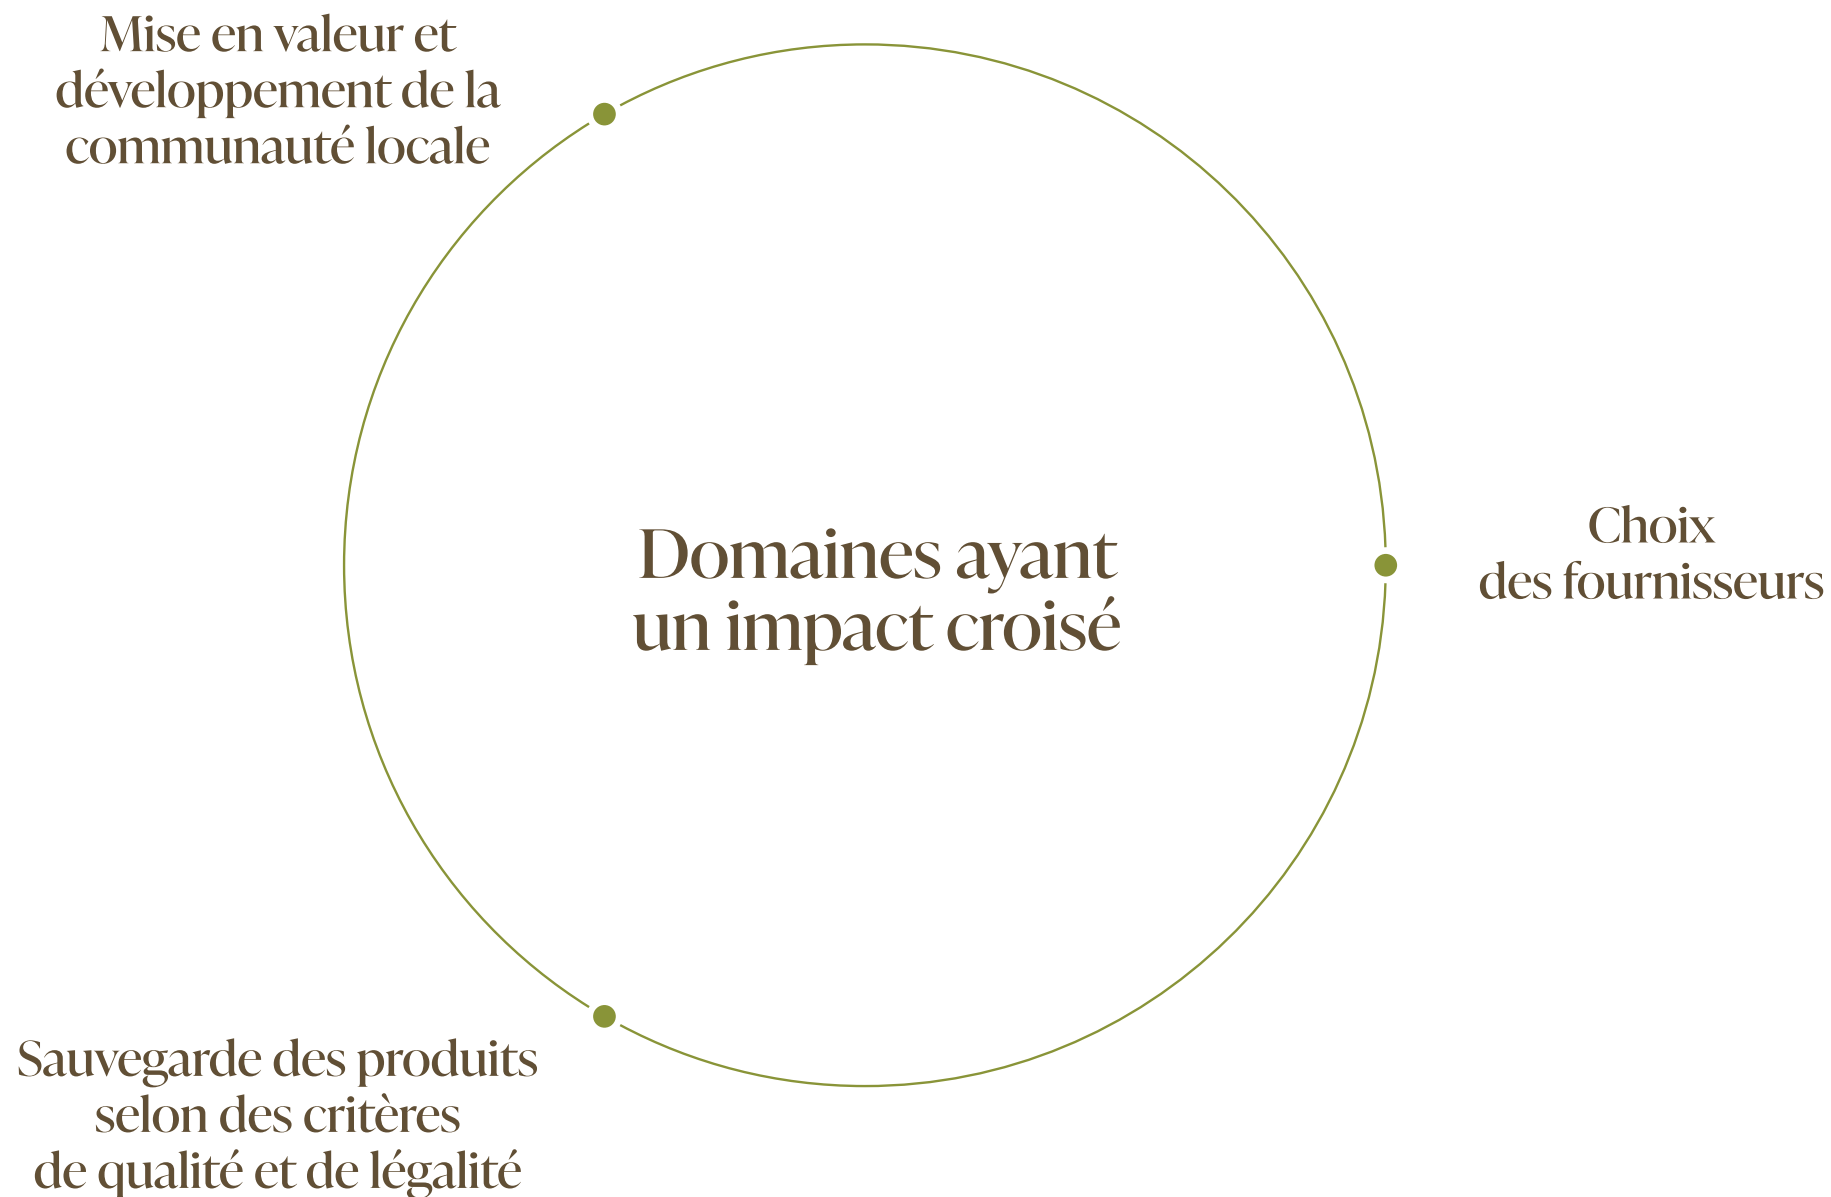 Mise en valeur et
développement de la
communauté locale
Domaines ayant
un impact croisé
Choix
des fournisseurs
Sauvegarde des produits
selon des critères
de qualité et de légalité